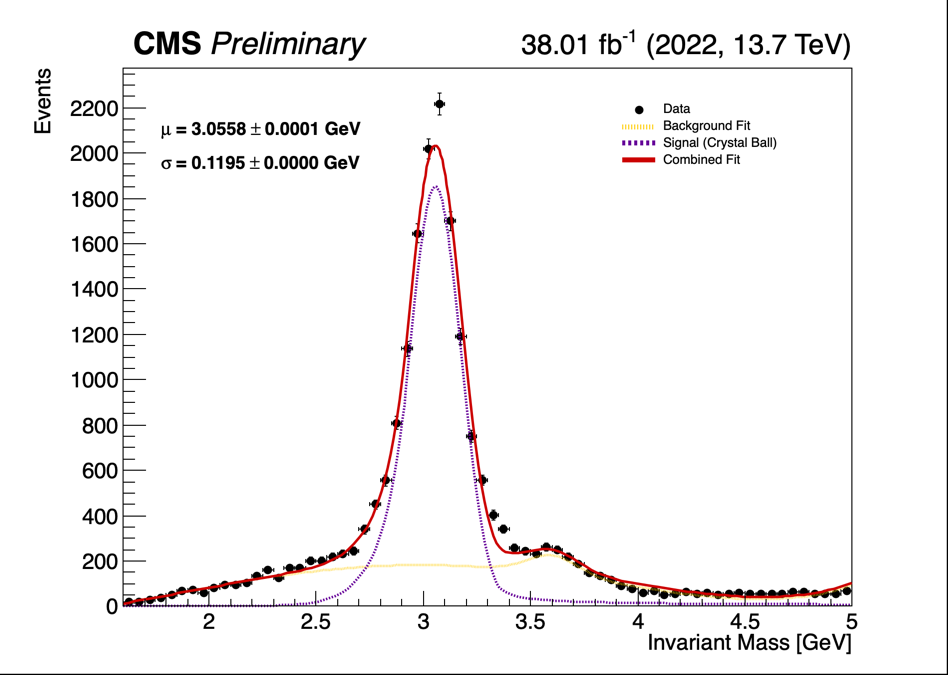 CMS Preliminary
38.01 fb⁻¹ (2022, 13.7 TeV)
Events
2200
2000
1800
1600
1400
1200
1000
800
600
400
200
0
μ = 3.0558 ± 0.0001 GeV
σ = 0.1195 ± 0.0000 GeV
Data
Background Fit
Signal (Crystal Ball)
Combined Fit
2 2.5 3 3.5 4 4.5 5
Invariant Mass [GeV]